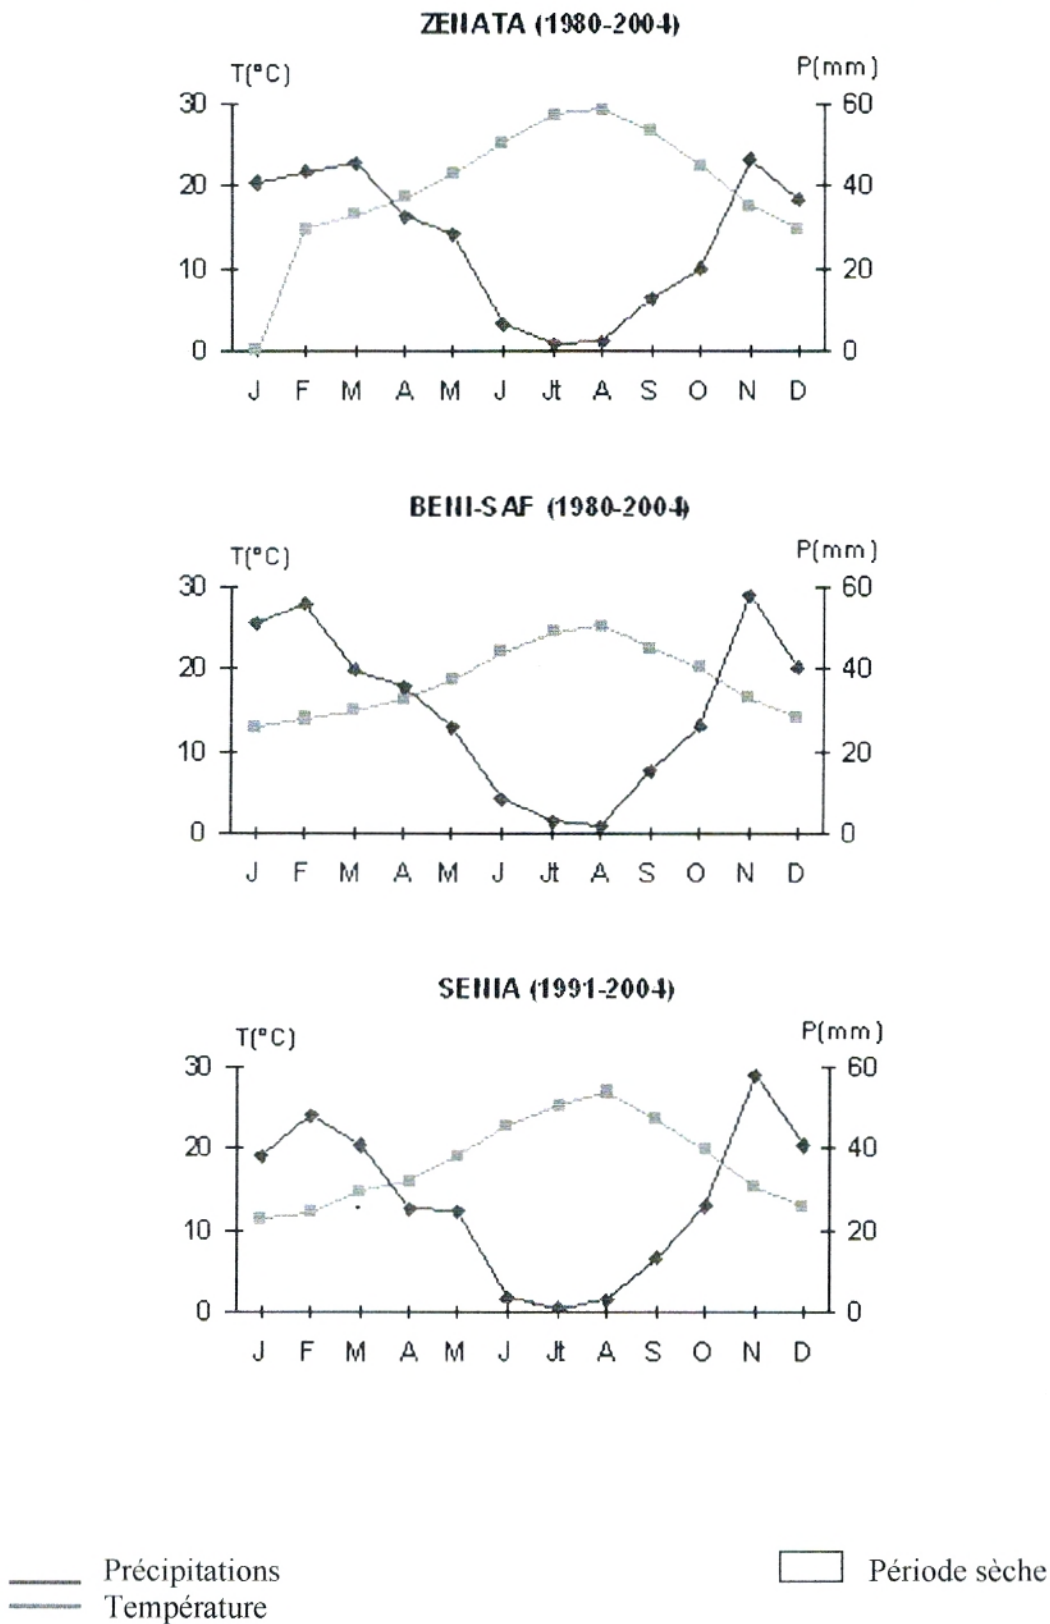 ZENATA (1980-2004)
T(°C) P(mm)
30 60
20 40
10 20
0 0
J F M A M J Jt A S O N D
BENI-SAF (1980-2004)
T(°C) P(mm)
30 60
20 40
10 20
0 0
J F M A M J Jt A S O N D
SENIA (1991-2004)
T(°C) P(mm)
30 60
20 40
10 20
0 0
J F M A M J Jt A S O N D
Précipitations
Température
Période sèche